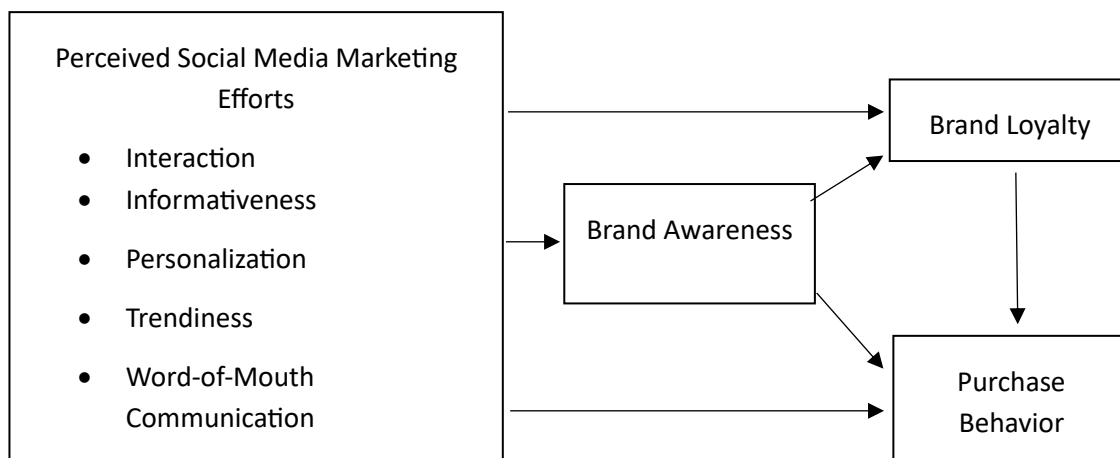 Perceived Social Media Marketing
Efforts
• Interaction
• Informativeness
• Personalization
• Trendiness
• Word-of-Mouth
Communication
Brand Awareness
Brand Loyalty
Purchase
Behavior